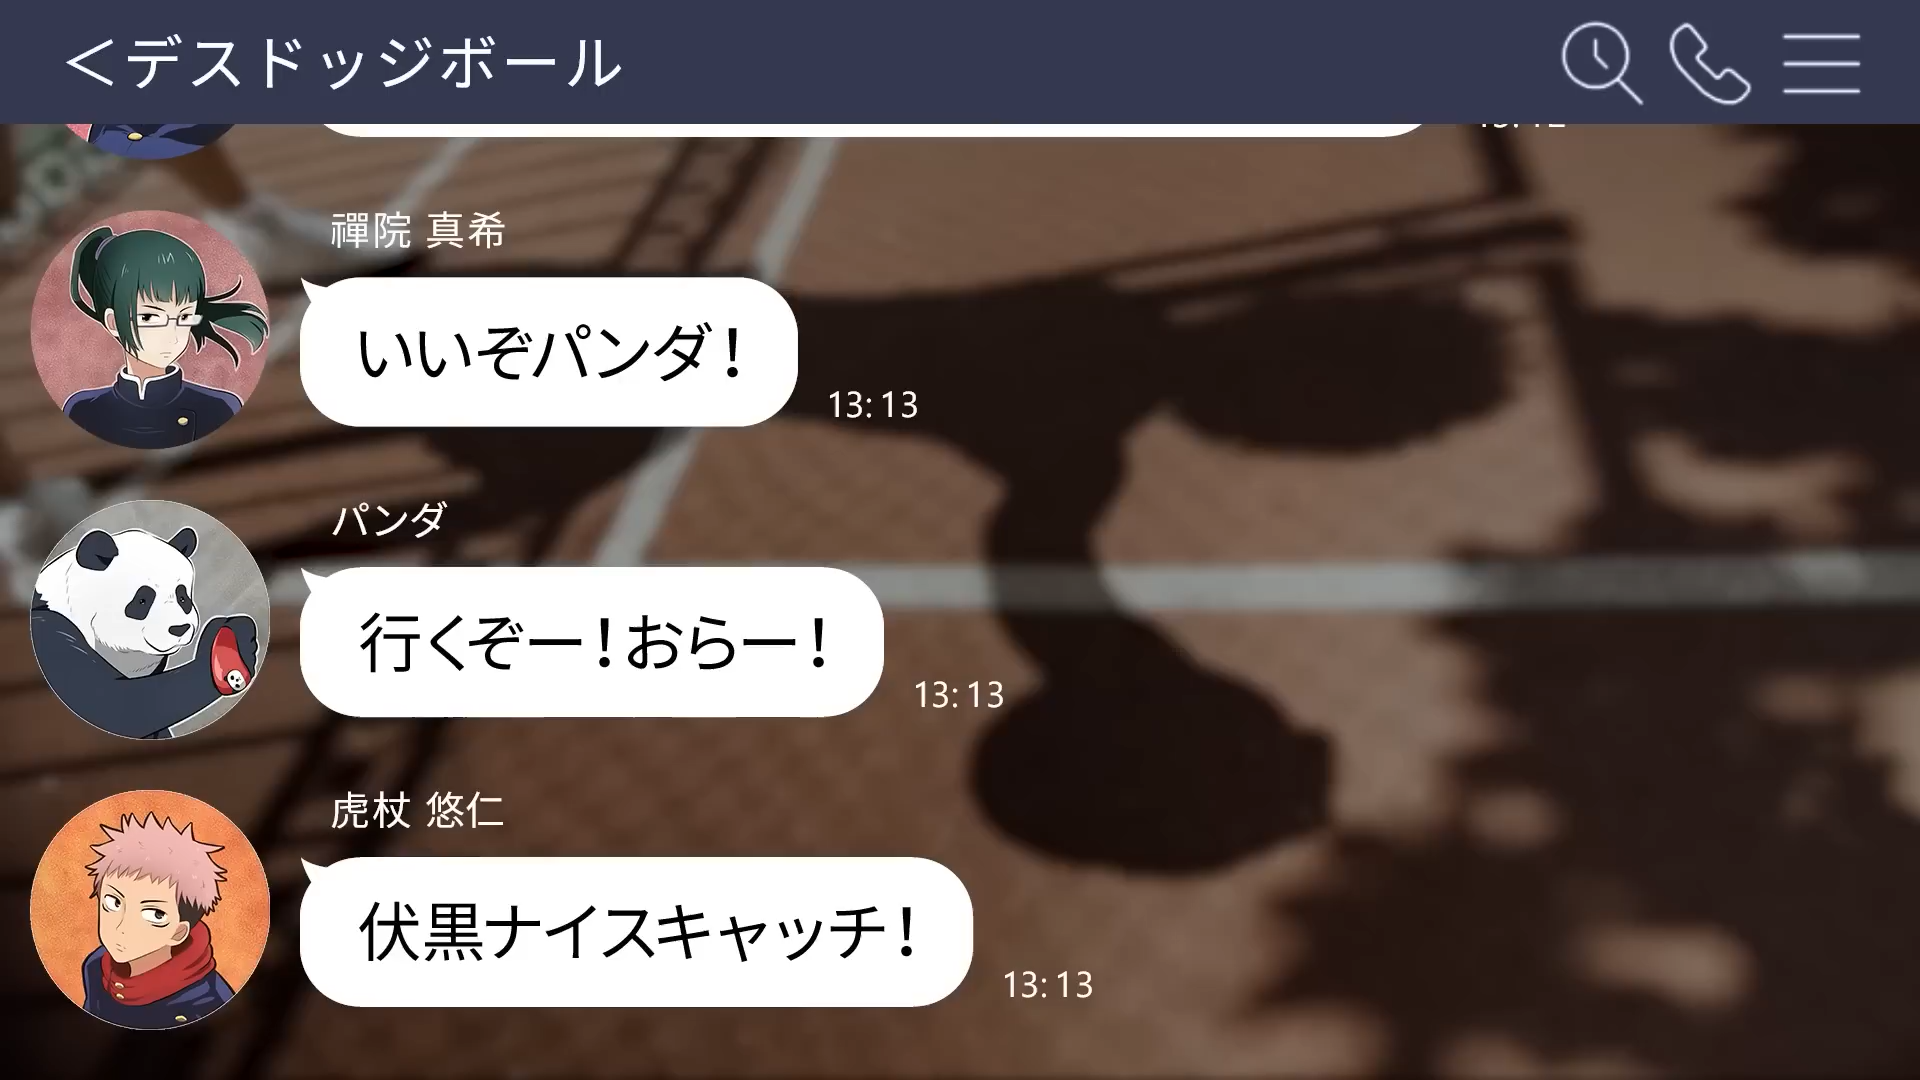 ＜デスドッジボール
禪院 真希
いいぞパンダ！
13:13
パンダ
行くぞー！おらー！
13:13
虎杖 悠仁
伏黒ナイスキャッチ！
13:13